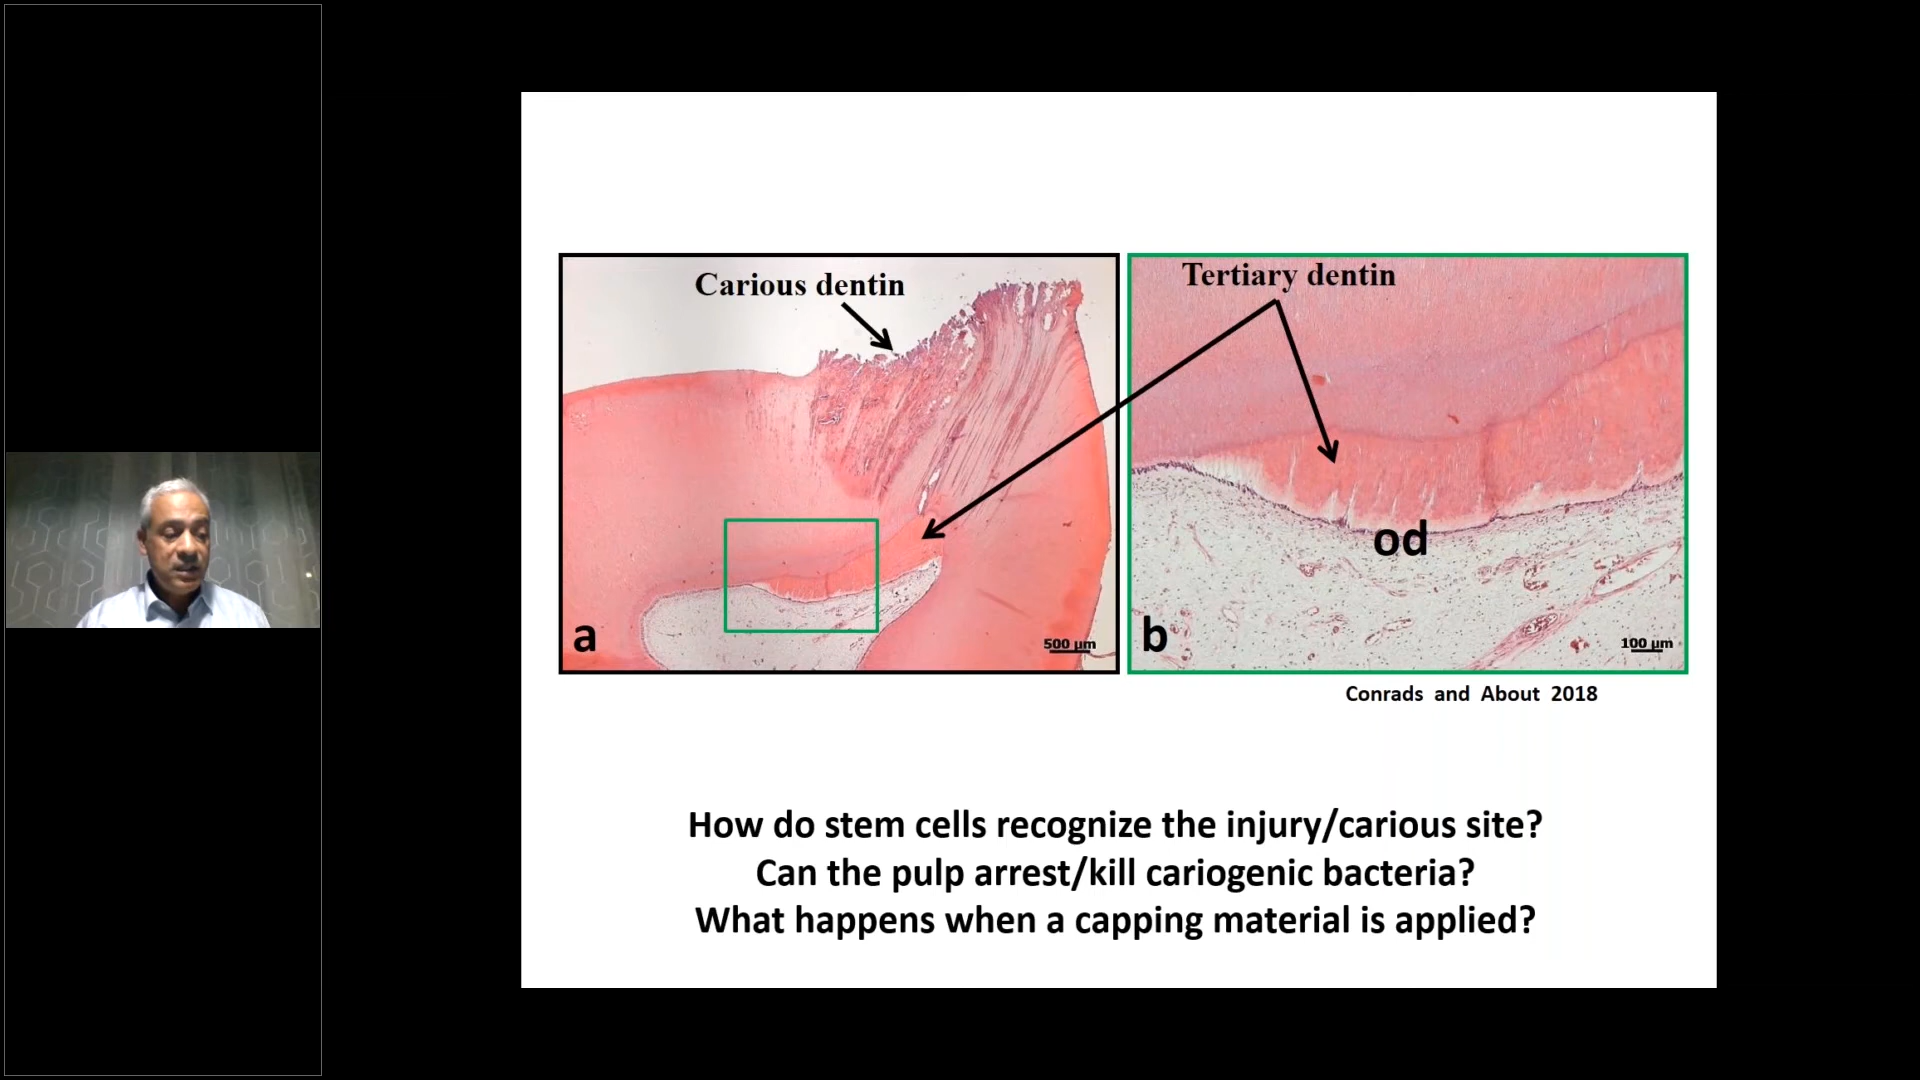 Carious dentin
Tertiary dentin
od
a
500 µm
b
100 µm
Conrads and About 2018
How do stem cells recognize the injury/carious site?
Can the pulp arrest/kill cariogenic bacteria?
What happens when a capping material is applied?